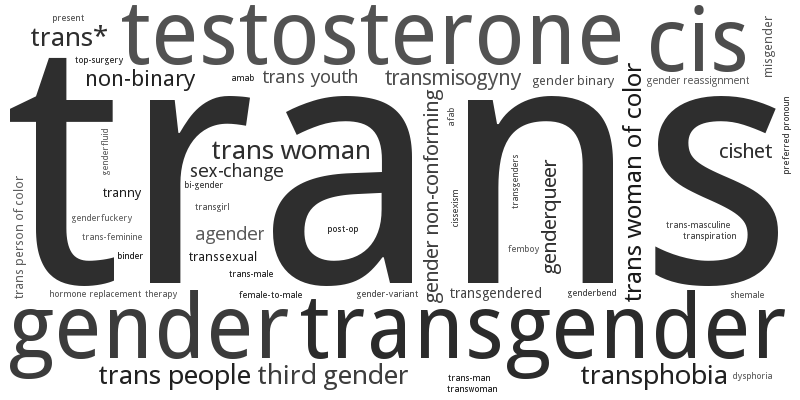 present
trans*
testosterone
cis
misgender
top-surgery
non-binary
amab
trans youth
transmisogyny
gender binary
gender reassignment
trans
genderfluid
trans woman
sex-change
bi-gender
tranny
transgirl
genderfuckery
trans-feminine
agender
post-op
binder
transsexual
trans-male
trans person of color
gender non-conforming
afab
cissexism
transgenders
genderqueer
femboy
trans woman of color
cishet
preferred pronoun
trans-masculine
transpiration
hormone replacement therapy
female-to-male
gender-variant
transgendered
genderbend
shemale
gender
transgender
trans people
third gender
trans-man
transwoman
transphobia
dysphoria